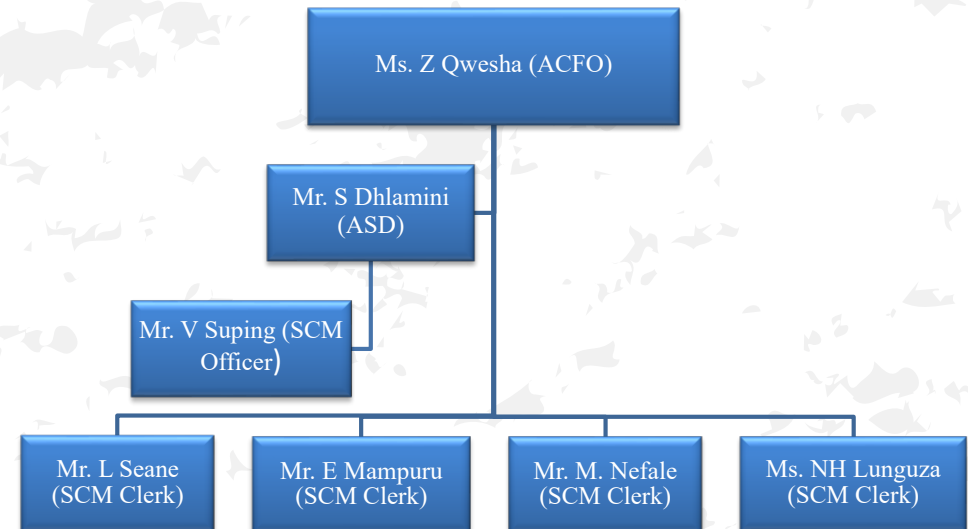 Ms. Z Qwesha (ACFO)
Mr. S Dhlamini
(ASD)
Mr. V Suping (SCM
Officer)
Mr. L Seane
(SCM Clerk)
Mr. E Mampuru
(SCM Clerk)
Mr. M. Nefale
(SCM Clerk)
Ms. NH Lunguza
(SCM Clerk)